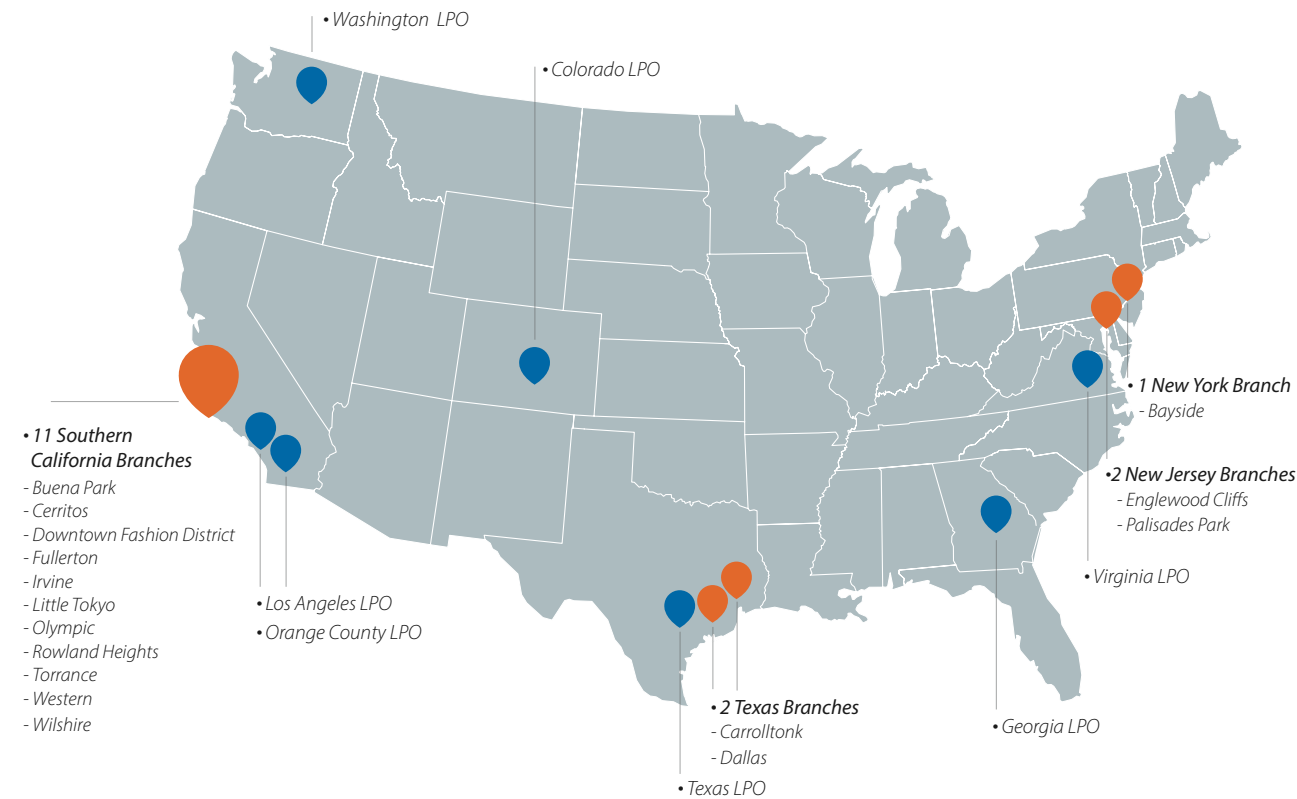 • Washington LPO
• Colorado LPO
• 11 Southern
California Branches
- Buena Park
- Cerritos
- Downtown Fashion District
- Fullerton
- Irvine
- Little Tokyo
- Olympic
- Rowland Heights
- Torrance
- Western
- Wilshire
• Los Angeles LPO
• Orange County LPO
• 2 Texas Branches
- Carrolltonk
- Dallas
• Texas LPO
• Georgia LPO
• 1 New York Branch
- Bayside
•2 New Jersey Branches
- Englewood Cliffs
- Palisades Park
• Virginia LPO